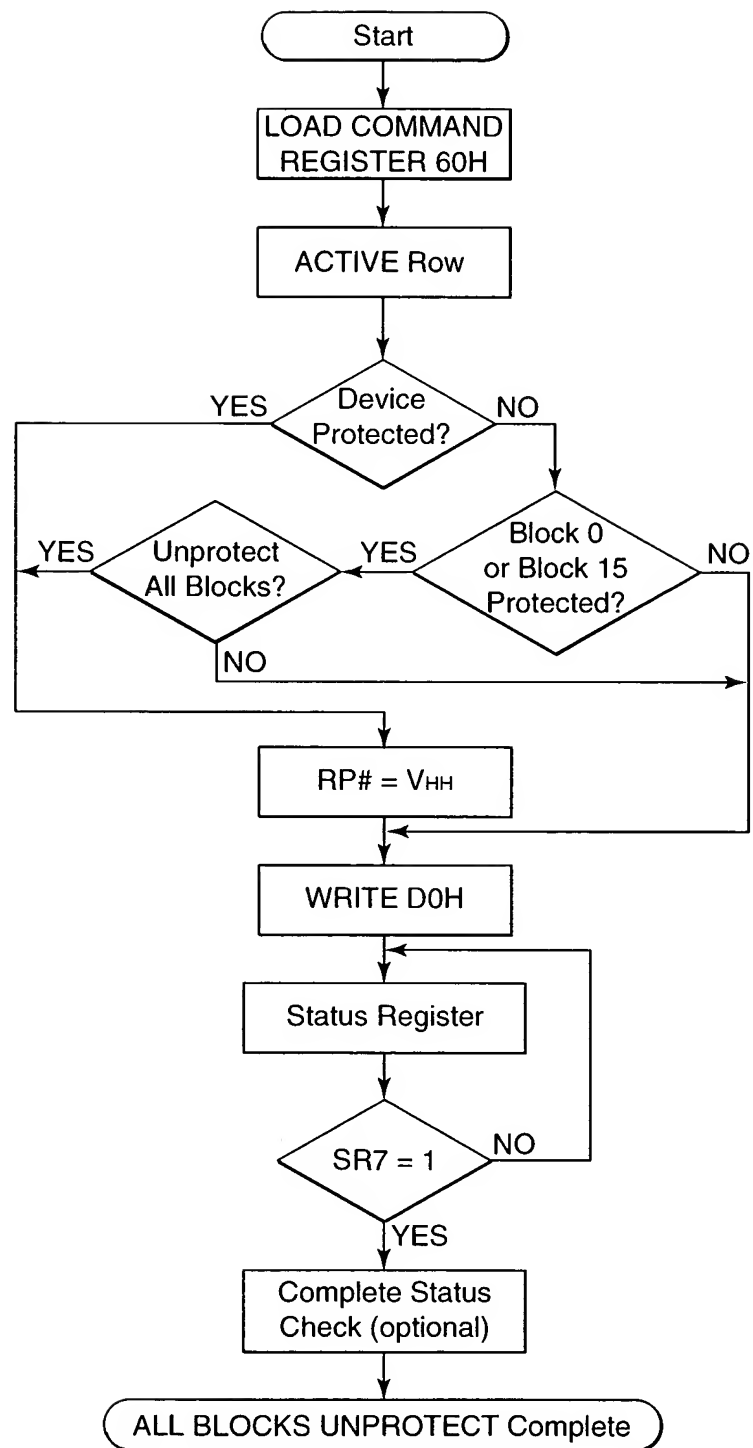 Start
LOAD COMMAND
REGISTER 60H
ACTIVE Row
YES
Device
Protected?
NO
YES
Unprotect
All Blocks?
YES
Block 0
or Block 15
Protected?
NO
NO
RP# = VHH
WRITE D0H
Status Register
SR7 = 1
NO
YES
Complete Status
Check (optional)
ALL BLOCKS UNPROTECT Complete